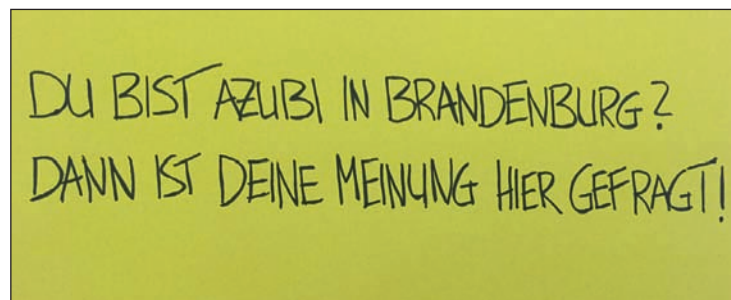 DU BIST AZUBI IN BRANDENBURG?
DANN IST DEINE MEINUNG HIER GEFRAGT!